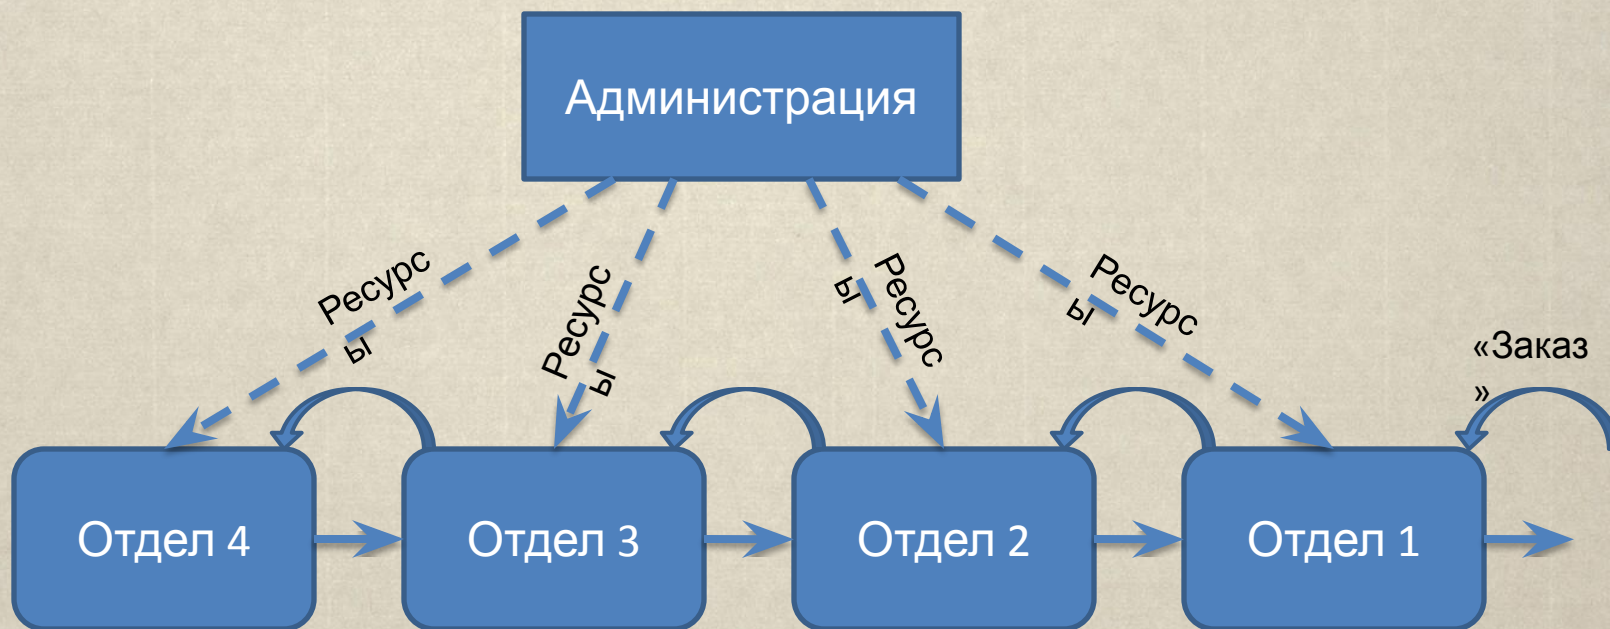 Администрация
Ресурс
ы
Ресурс
ы
Ресурс
ы
Ресурс
ы
«Заказ
»
Отдел 4
Отдел 3
Отдел 2
Отдел 1